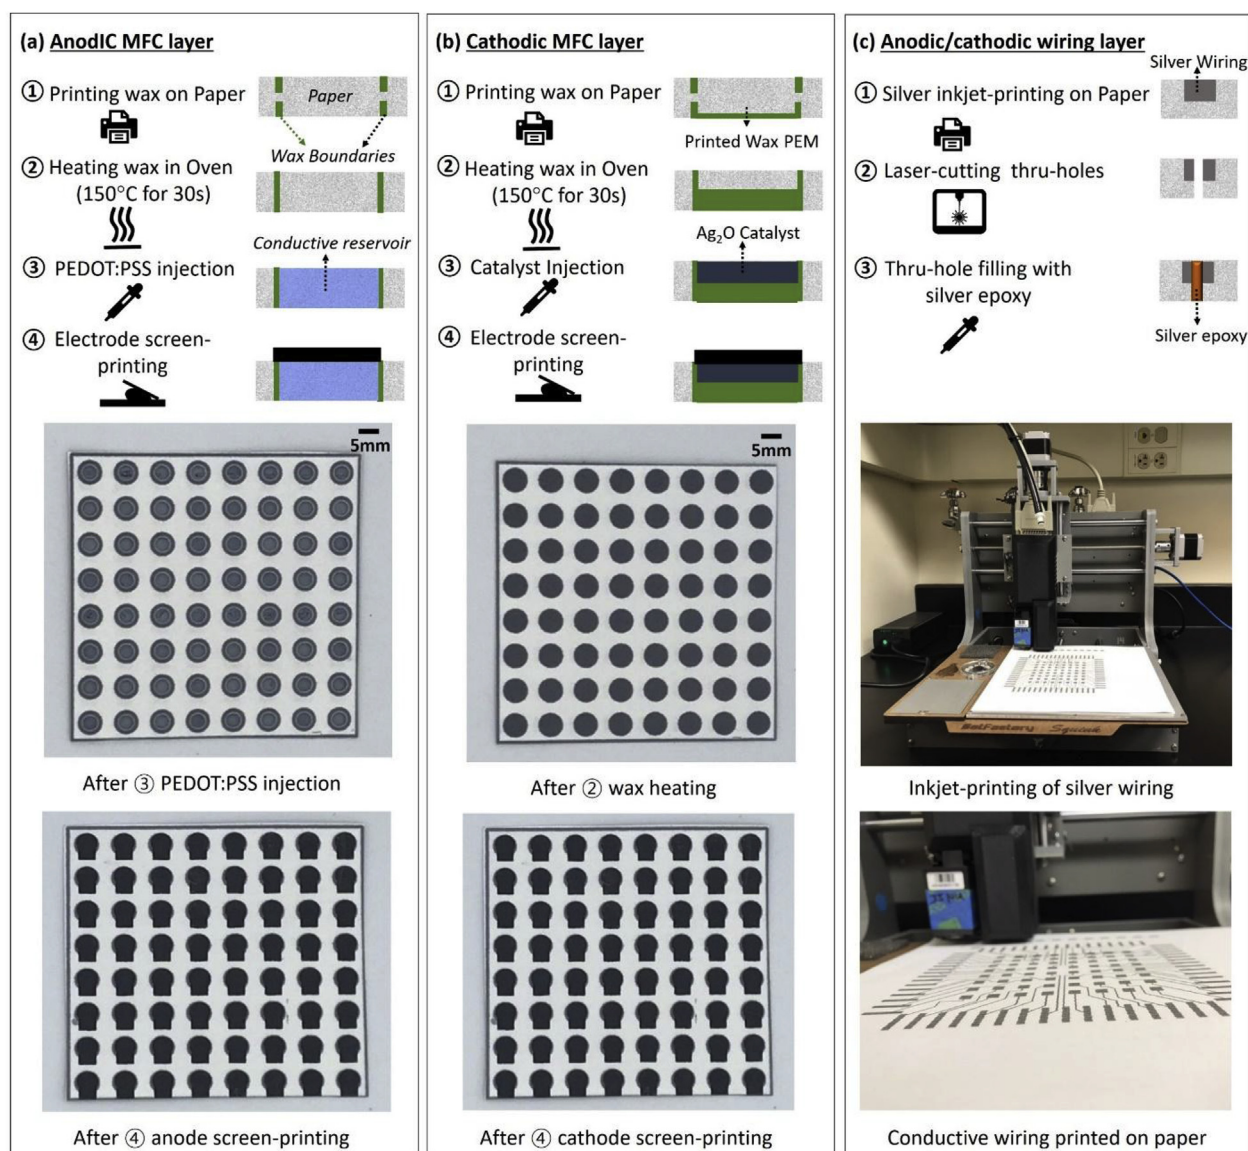 (a) AnodIC MFC layer
① Printing wax on Paper
Paper
Wax Boundaries
② Heating wax in Oven
(150°C for 30s)
Conductive reservoir
③ PEDOT:PSS injection
④ Electrode screen-
printing
5mm
After ③ PEDOT:PSS injection
After ④ anode screen-printing
(b) Cathodic MFC layer
① Printing wax on Paper
Printed Wax PEM
② Heating wax in Oven
(150°C for 30s)
Ag₂O Catalyst
③ Catalyst Injection
④ Electrode screen-
printing
5mm
After ② wax heating
After ④ cathode screen-printing
(c) Anodic/cathodic wiring layer
Silver Wiring
① Silver inkjet-printing on Paper
② Laser-cutting thru-holes
③ Thru-hole filling with
silver epoxy
Silver epoxy
BotFactory Squink
Inkjet-printing of silver wiring
Conductive wiring printed on paper